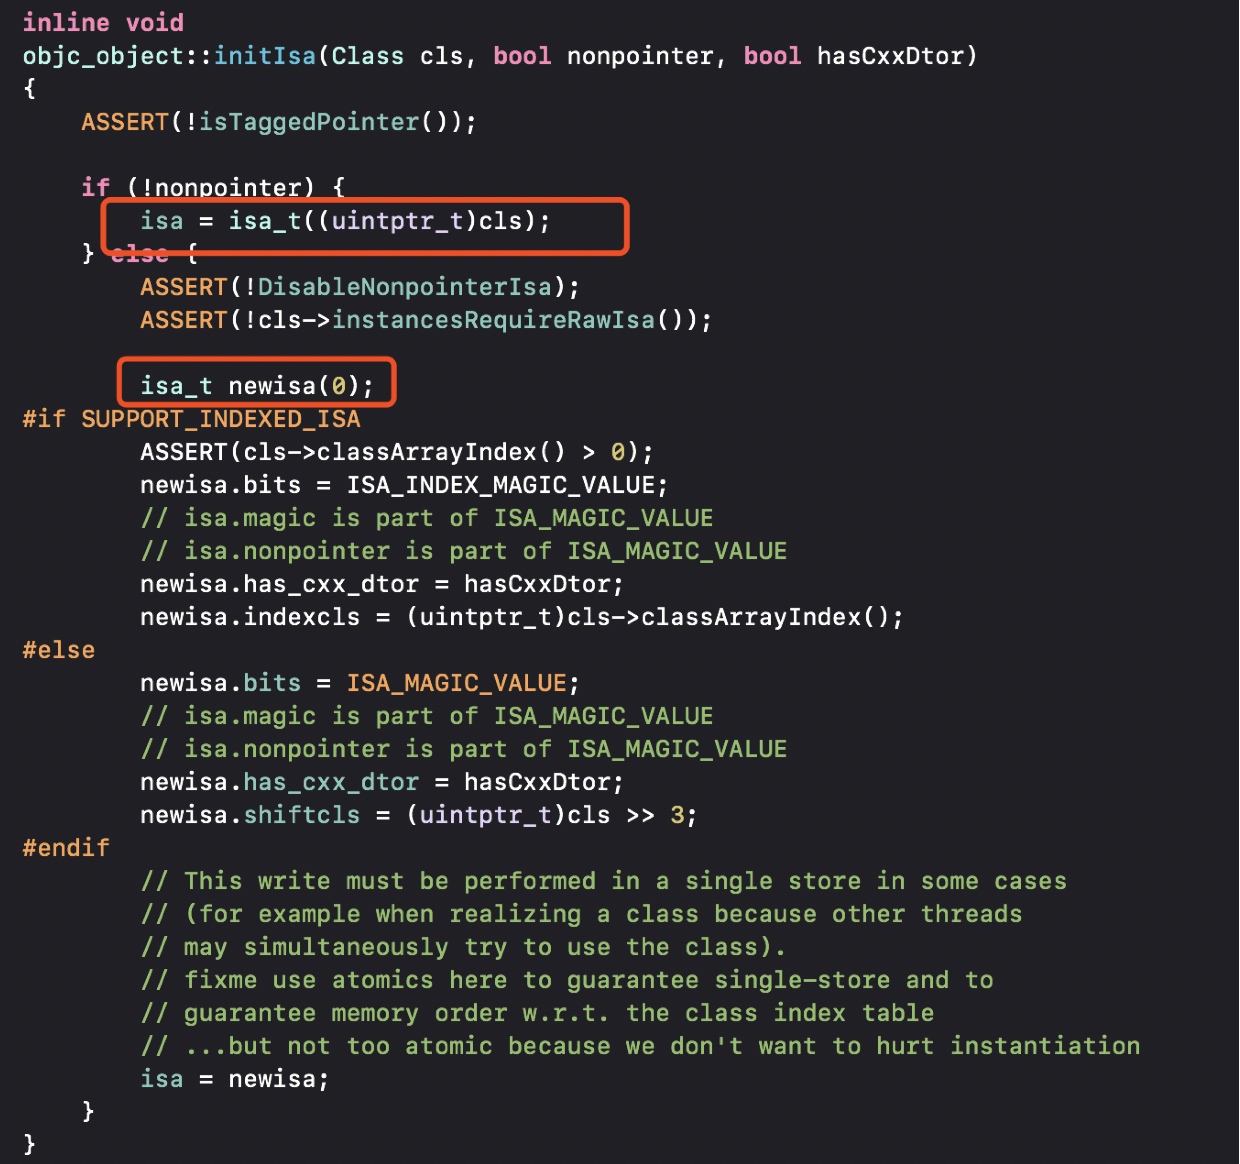 inline void
objc_object::initIsa(Class cls, bool nonpointer, bool hasCxxDtor)
{
    ASSERT(!isTaggedPointer());

    if (!nonpointer) {
        isa = isa_t((uintptr_t)cls);
    } else {
        ASSERT(!DisableNonpointerIsa);
        ASSERT(!cls->instancesRequireRawIsa());

        isa_t newisa(0);
#if SUPPORT_INDEXED_ISA
        ASSERT(cls->classArrayIndex() > 0);
        newisa.bits = ISA_INDEX_MAGIC_VALUE;
        // isa.magic is part of ISA_MAGIC_VALUE
        // isa.nonpointer is part of ISA_MAGIC_VALUE
        newisa.has_cxx_dtor = hasCxxDtor;
        newisa.indexcls = (uintptr_t)cls->classArrayIndex();
#else
        newisa.bits = ISA_MAGIC_VALUE;
        // isa.magic is part of ISA_MAGIC_VALUE
        // isa.nonpointer is part of ISA_MAGIC_VALUE
        newisa.has_cxx_dtor = hasCxxDtor;
        newisa.shiftcls = (uintptr_t)cls >> 3;
#endif
        // This write must be performed in a single store in some cases
        // (for example when realizing a class because other threads
        // may simultaneously try to use the class).
        // fixme use atomics here to guarantee single-store and to
        // guarantee memory order w.r.t. the class index table
        // ...but not too atomic because we don't want to hurt instantiation
        isa = newisa;
    }
}